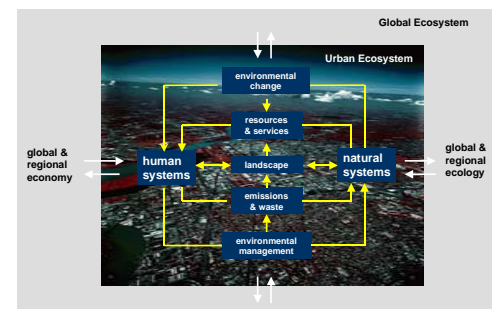 Global Ecosystem
Urban Ecosystem
environmental
change
resources
& services
global &
regional
economy
human
systems
landscape
natural
systems
global &
regional
ecology
emissions
& waste
environmental
management